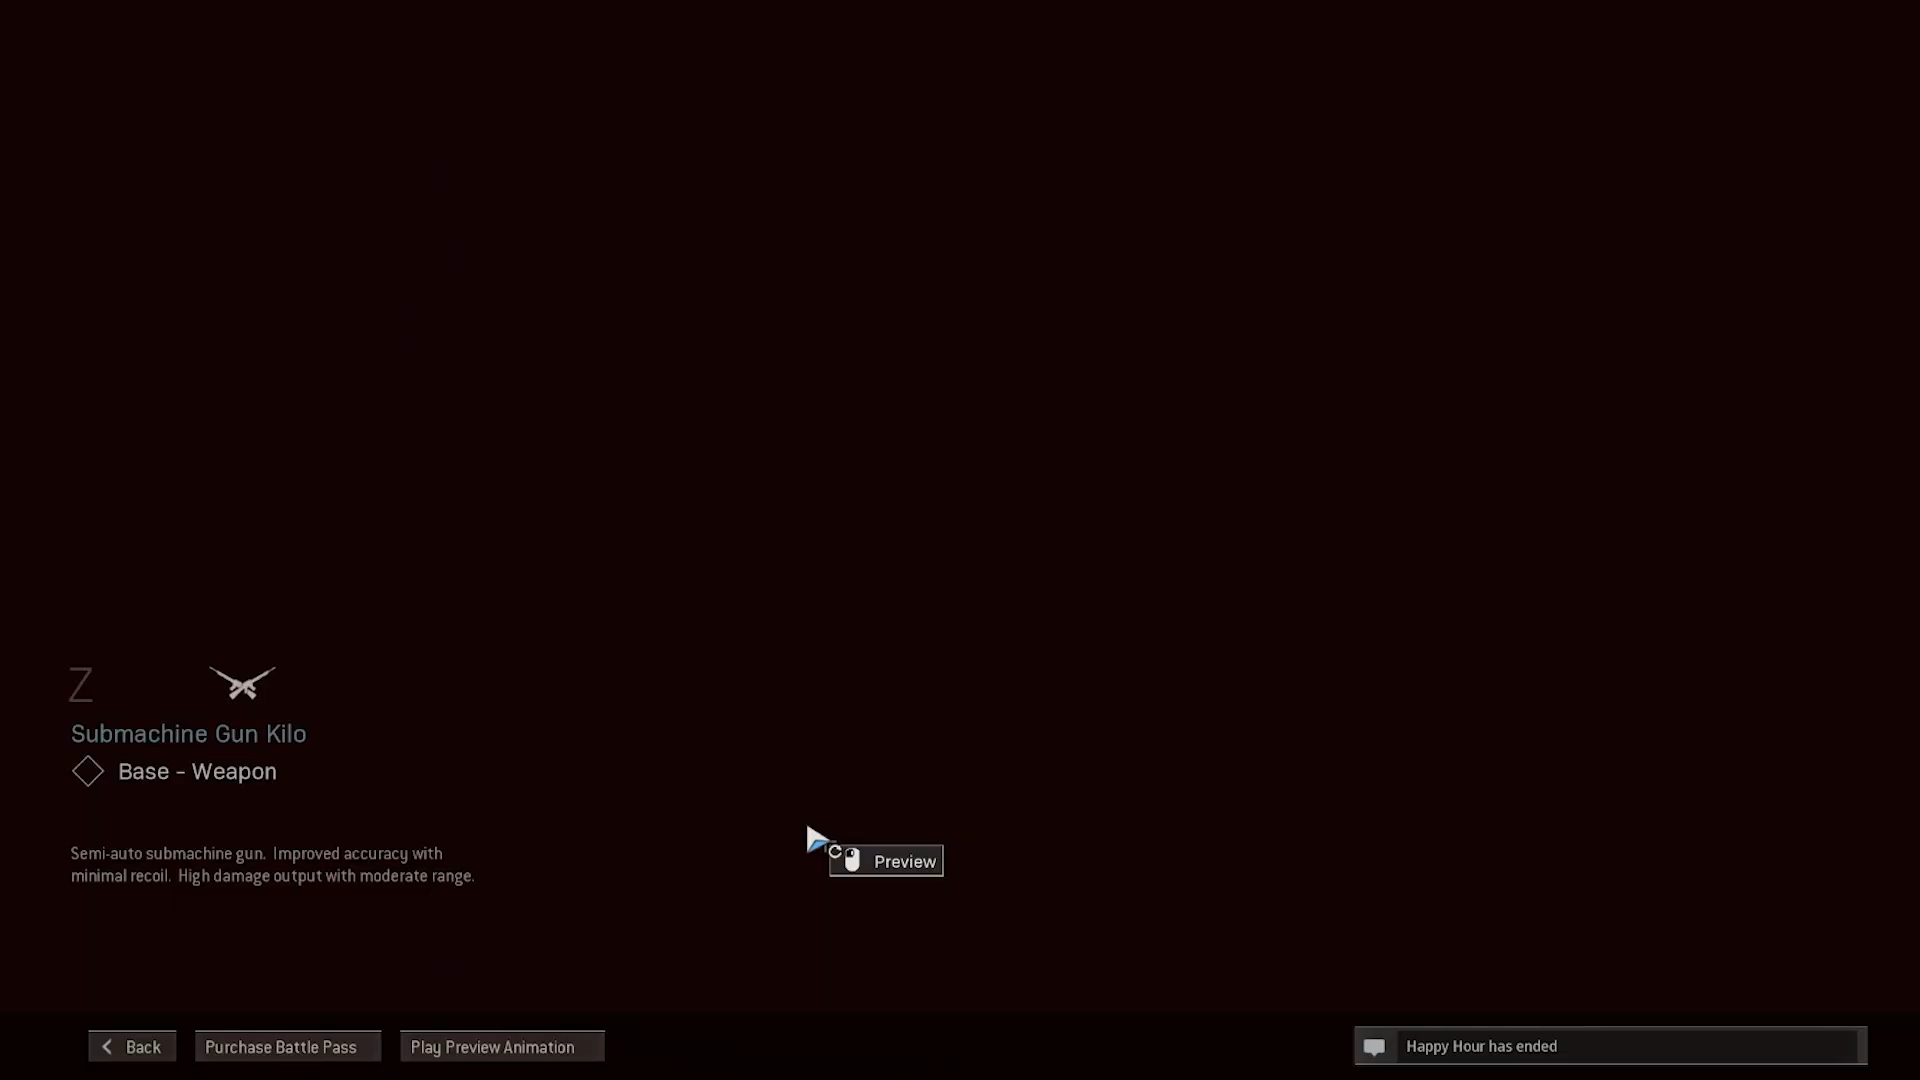 Z
Submachine Gun Kilo
Base - Weapon
Semi-auto submachine gun. Improved accuracy with
minimal recoil. High damage output with moderate range.
Preview
Back
Purchase Battle Pass
Play Preview Animation
Happy Hour has ended